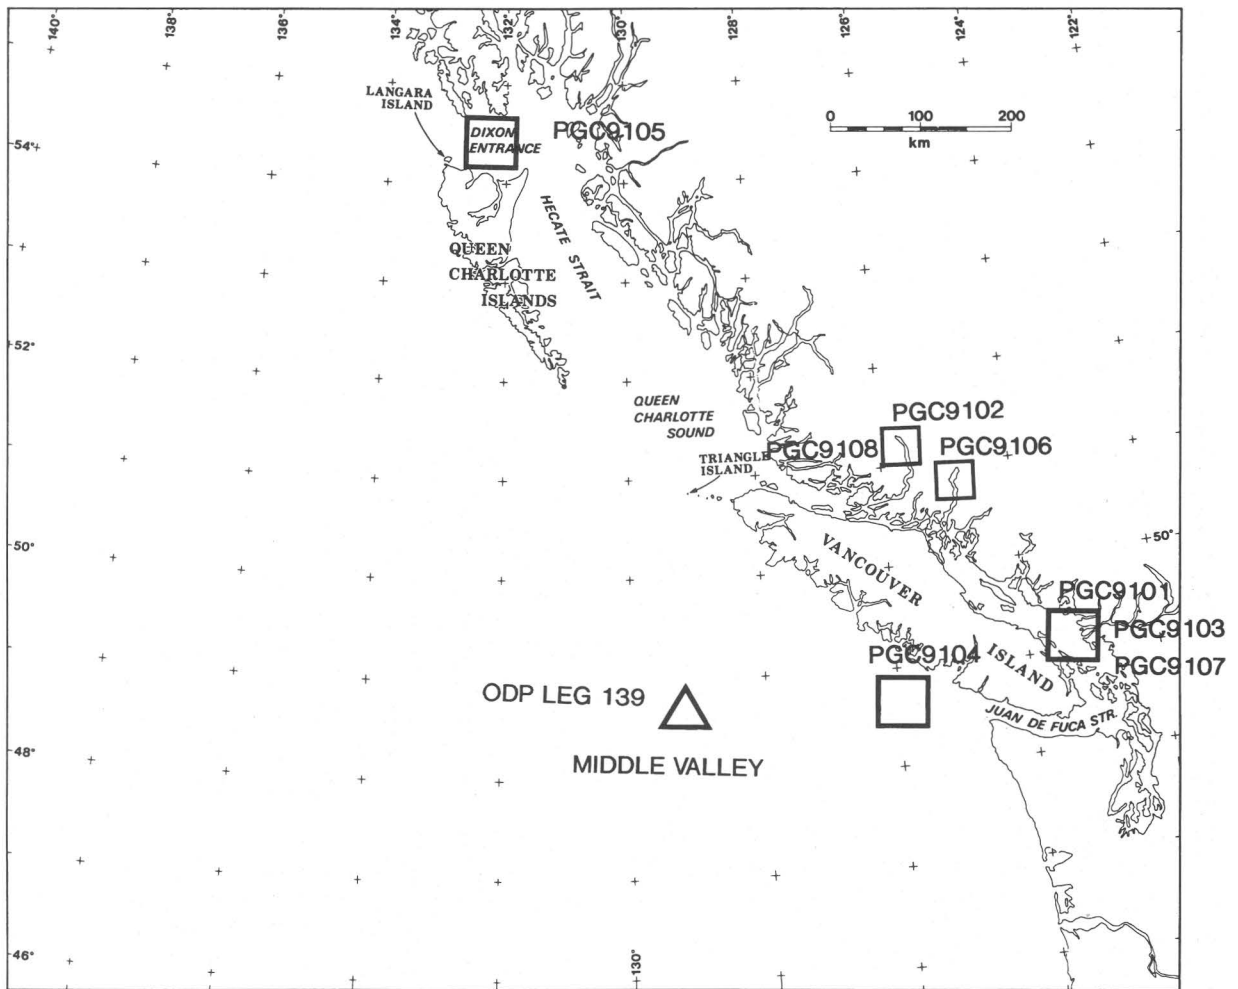 140°
138°
136°
134°
132°
130°
128°
126°
124°
122°
LANGARA
ISLAND
0
100
200
km
54°
DIXON
ENTRANCE
PGC9105
HECATE STRAIT
QUEEN
CHARLOTTE
ISLANDS
52°
QUEEN
CHARLOTTE
SOUND
PGC9102
PGC9108
PGC9106
TRIANGLE
ISLAND
50°
50°
VANCOUVER
ISLAND
PGC9101
PGC9103
PGC9107
PGC9104
ODP LEG 139
JUAN DE FUCA STR.
48°
MIDDLE VALLEY
46°
130°